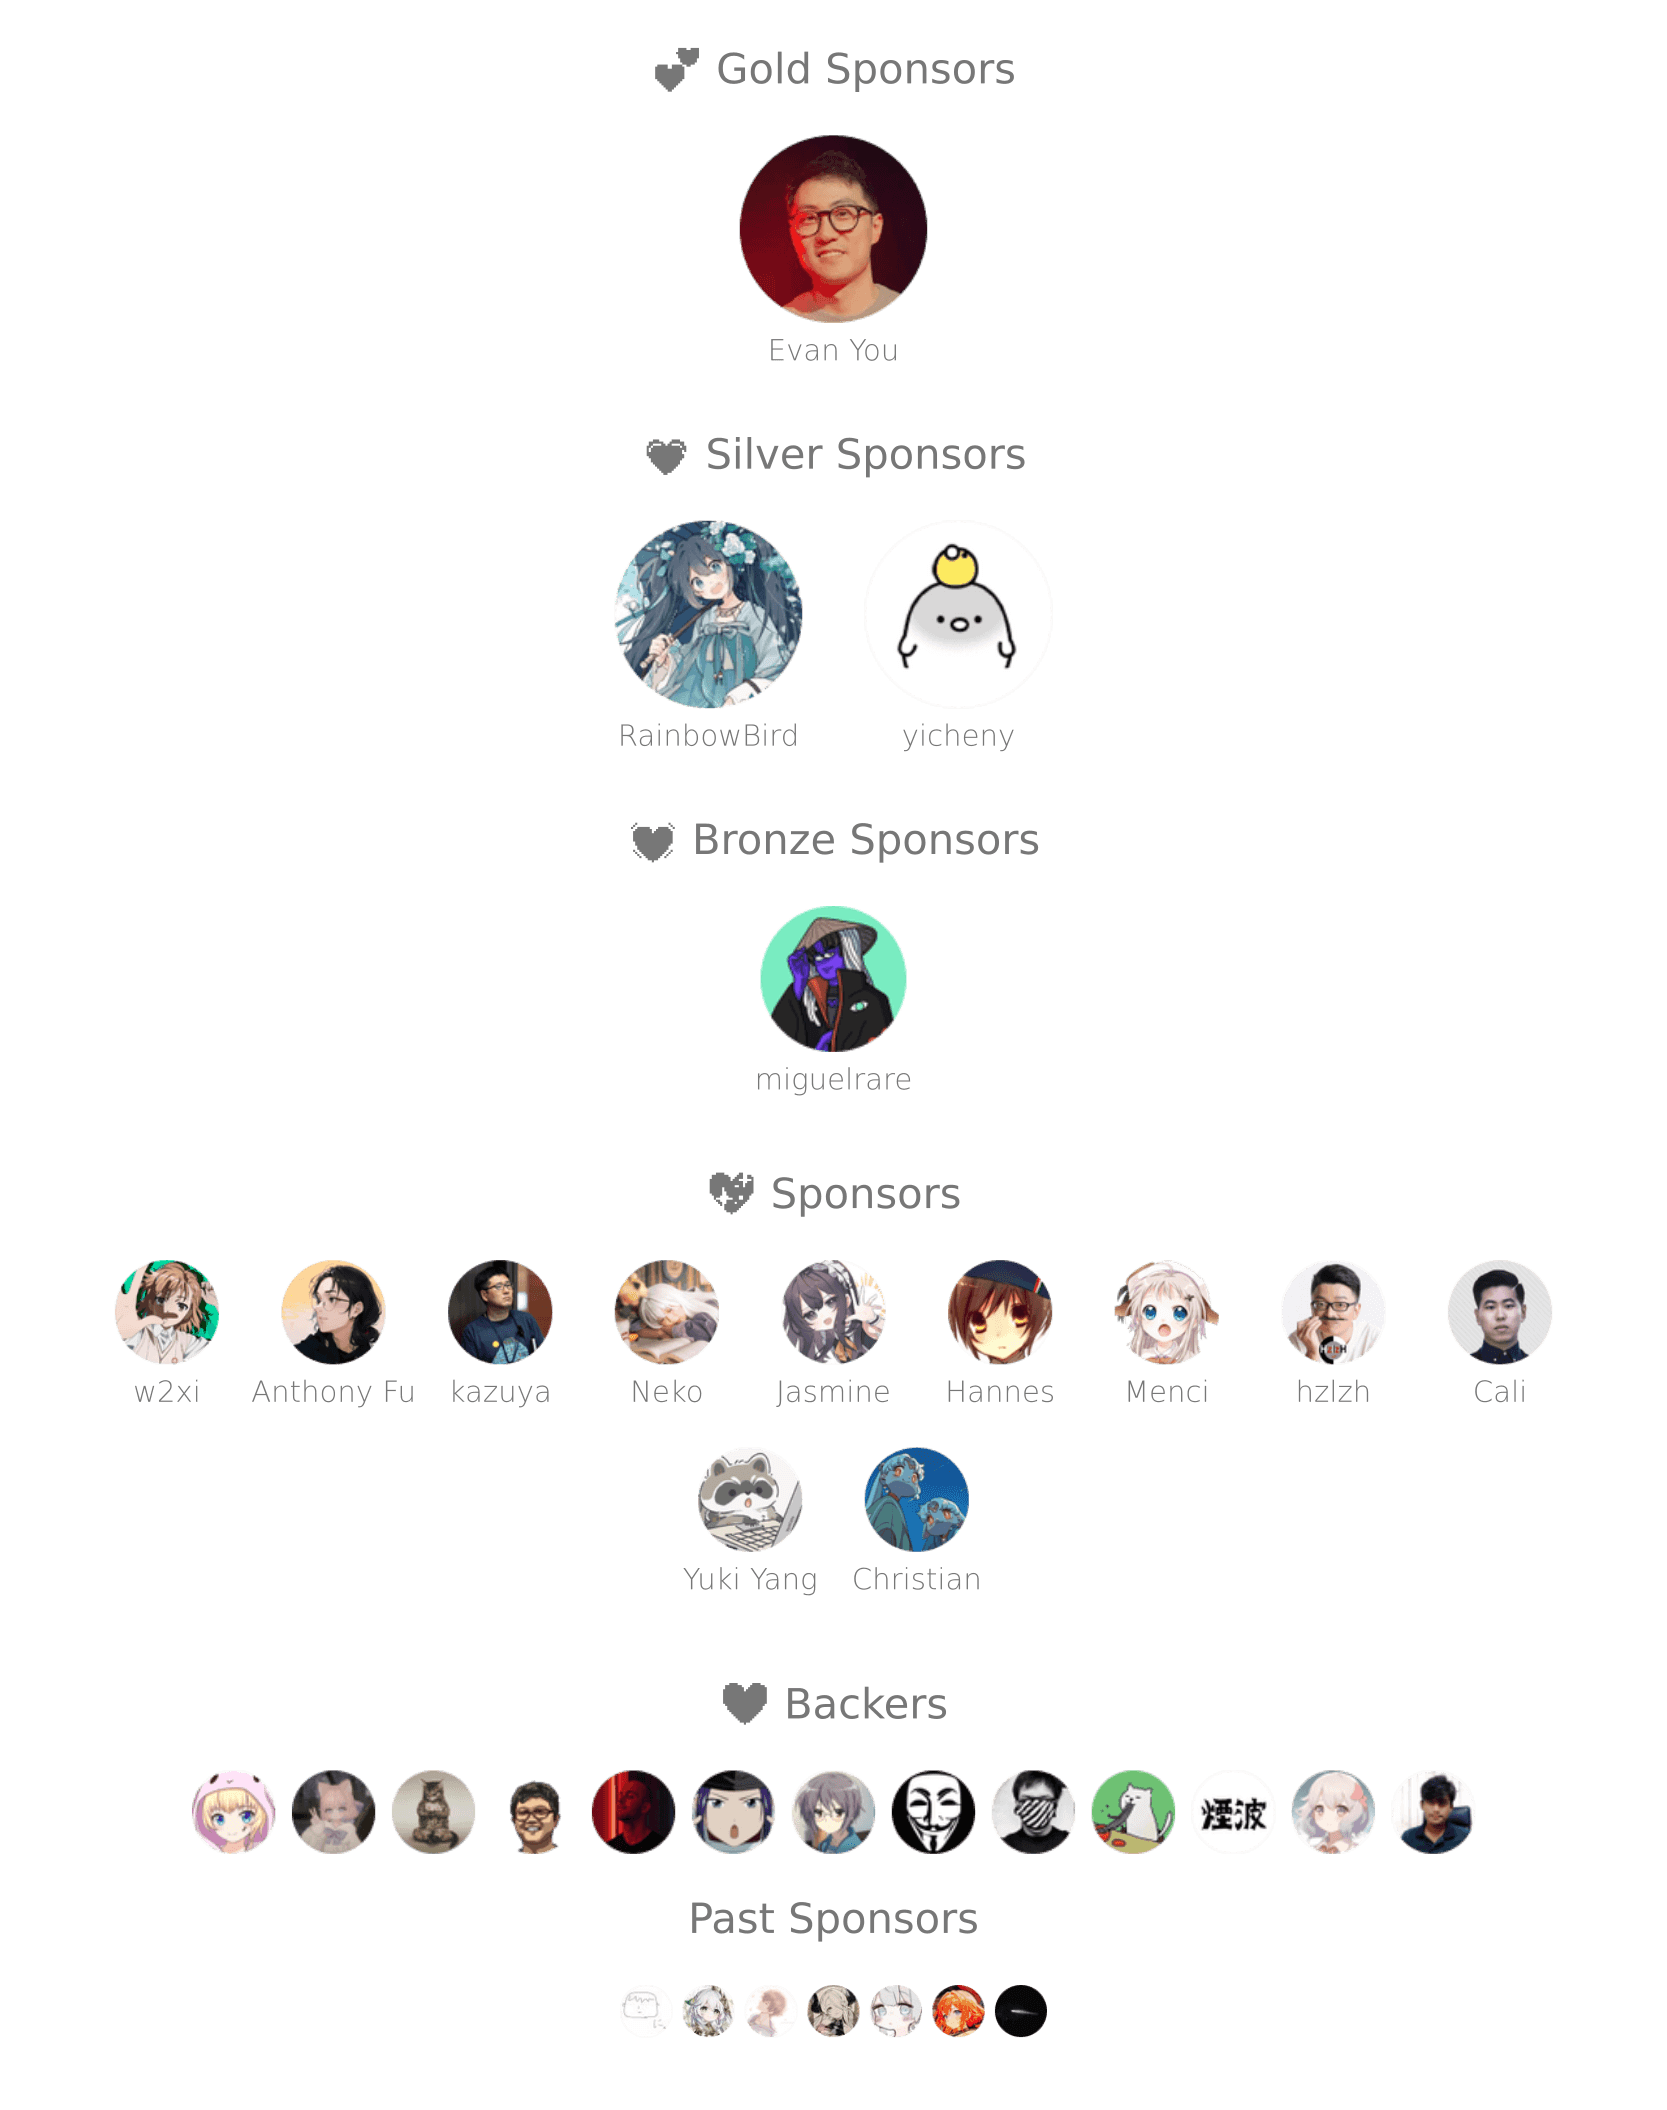 Gold Sponsors
Evan You
Silver Sponsors
RainbowBird yicheny
Bronze Sponsors
miguelrare
Sponsors
w2xi Anthony Fu kazuya Neko Jasmine Hannes Menci hzlzh Cali
Yuki Yang Christian
Backers
煙波
Past Sponsors